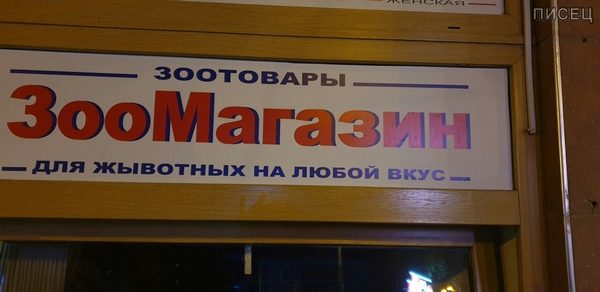 ЖЕНСКАЯ
ПИСЕЦ
ЗООТОВАРЫ
ЗооМагазин
ДЛЯ ЖЫВОТНЫХ НА ЛЮБОЙ ВКУС